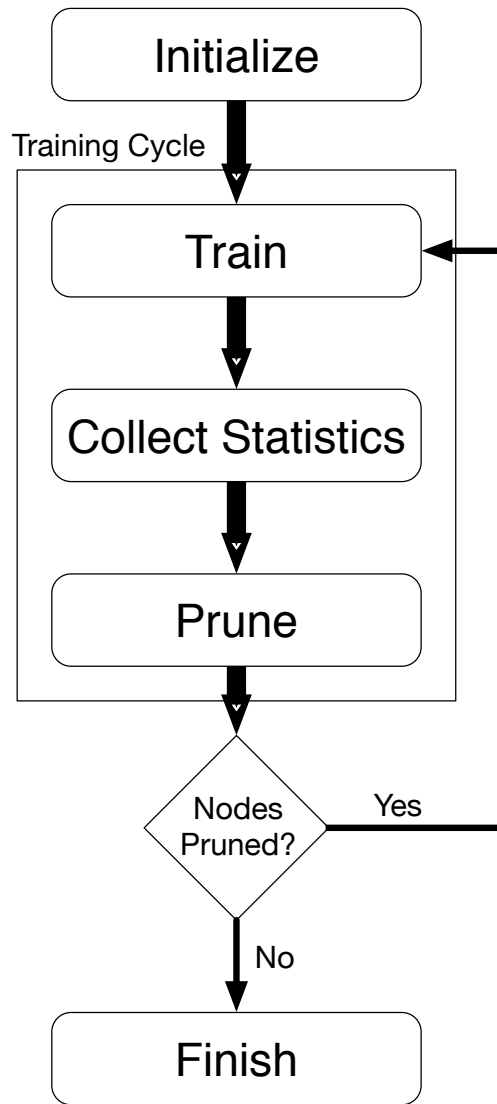 Initialize
Training Cycle
Train
Collect Statistics
Prune
Nodes
Pruned?
Yes
No
Finish